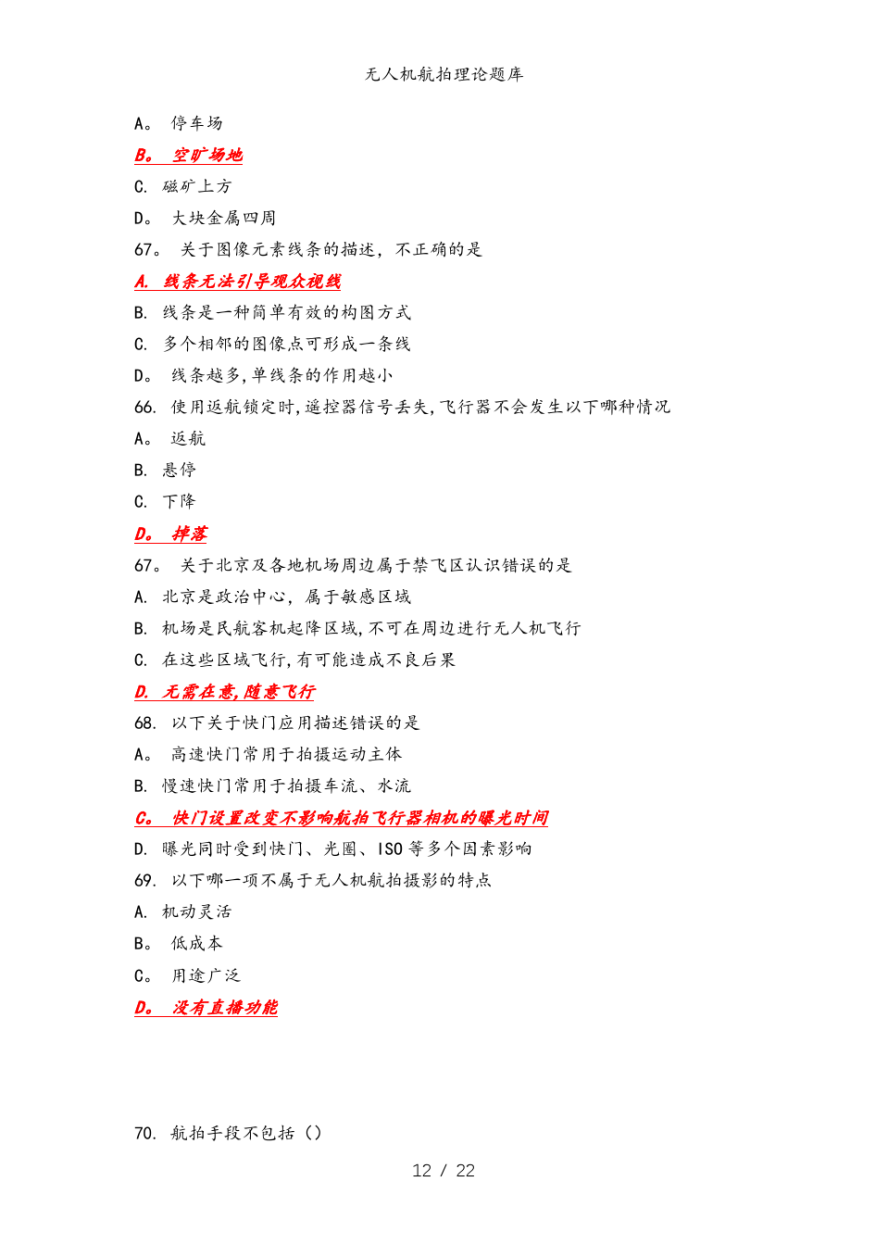 无人机航拍理论题库
A。 停车场
B。 空旷场地
C. 磁矿上方
D。 大块金属四周
67。 关于图像元素线条的描述，不正确的是
A. 线条无法引导观众视线
B. 线条是一种简单有效的构图方式
C. 多个相邻的图像点可形成一条线
D。 线条越多,单线条的作用越小
66. 使用返航锁定时,遥控器信号丢失,飞行器不会发生以下哪种情况
A。 返航
B. 悬停
C. 下降
D。 掉落
67。 关于北京及各地机场周边属于禁飞区认识错误的是
A. 北京是政治中心，属于敏感区域
B. 机场是民航客机起降区域,不可在周边进行无人机飞行
C. 在这些区域飞行,有可能造成不良后果
D. 无需在意,随意飞行
68. 以下关于快门应用描述错误的是
A。 高速快门常用于拍摄运动主体
B. 慢速快门常用于拍摄车流、水流
C。 快门设置改变不影响航拍飞行器相机的曝光时间
D. 曝光同时受到快门、光圈、ISO 等多个因素影响
69. 以下哪一项不属于无人机航拍摄影的特点
A. 机动灵活
B。 低成本
C。 用途广泛
D。 没有直播功能
70. 航拍手段不包括（）
12 / 22